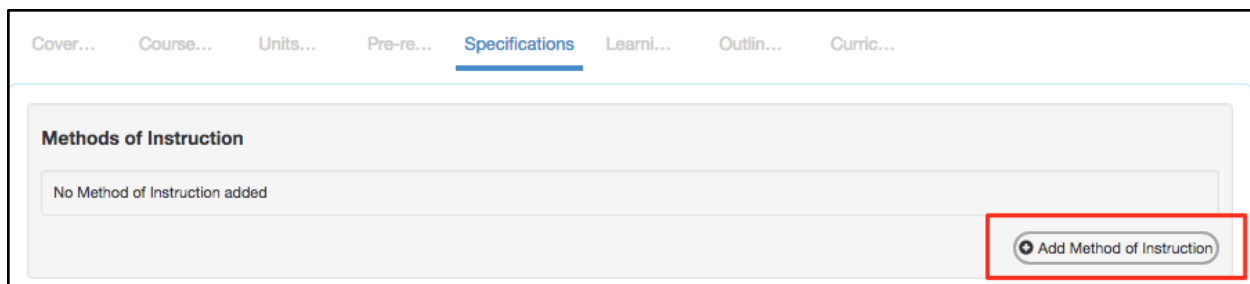 Cover... Course... Units... Pre-re... Specifications Learni... Outlin... Curric...
Methods of Instruction
No Method of Instruction added
Add Method of Instruction